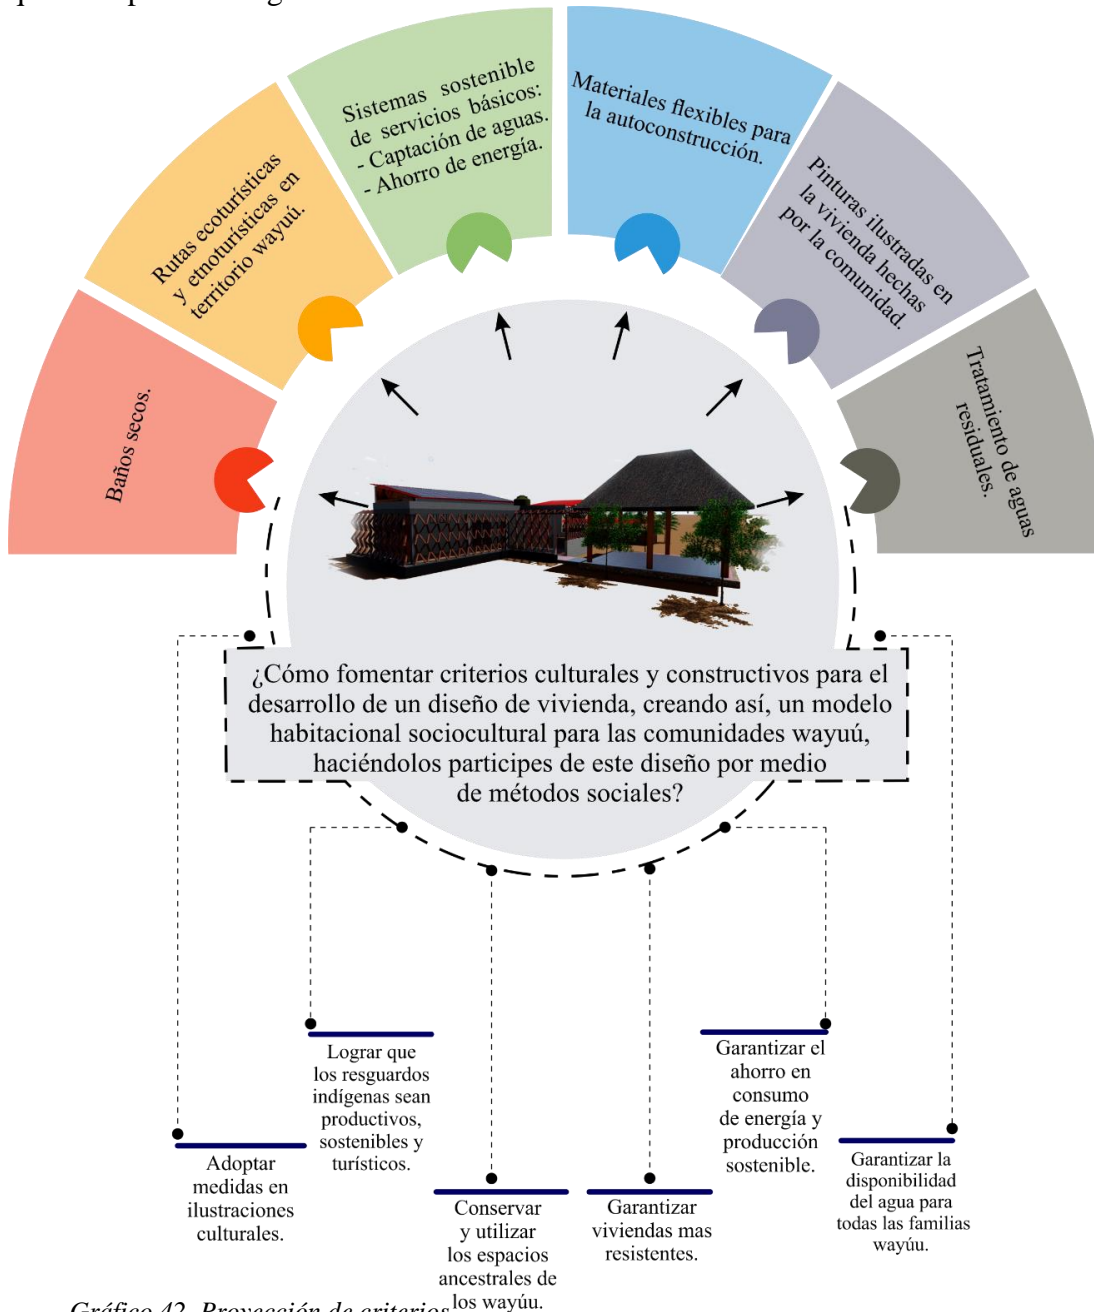 Baños secos.
Rutas ecoturísticas
y etnoturísticas en
territorio wayuú.
Sistemas sostenible
de servicios básicos:
- Captación de aguas.
- Ahorro de energía.
Materiales flexibles para
la autoconstrucción.
Pinturas ilustradas en
la vivienda hechas
por la comunidad.
Tratamiento de aguas
residuales.
¿Cómo fomentar criterios culturales y constructivos para el
desarrollo de un diseño de vivienda, creando así, un modelo
habitacional sociocultural para las comunidades wayuú,
haciéndolos participes de este diseño por medio
de métodos sociales?
Adoptar
medidas en
ilustraciones
culturales.
Lograr que
los resguardos
indígenas sean
productivos,
sostenibles y
turísticos.
Conservar
y utilizar
los espacios
ancestrales de
los wayúu.
Garantizar
viviendas mas
resistentes.
Garantizar el
ahorro en
consumo
de energía y
producción
sostenible.
Garantizar la
disponibilidad
del agua para
todas las familias
wayúu.
Gráfico 42. Proyección de criterios